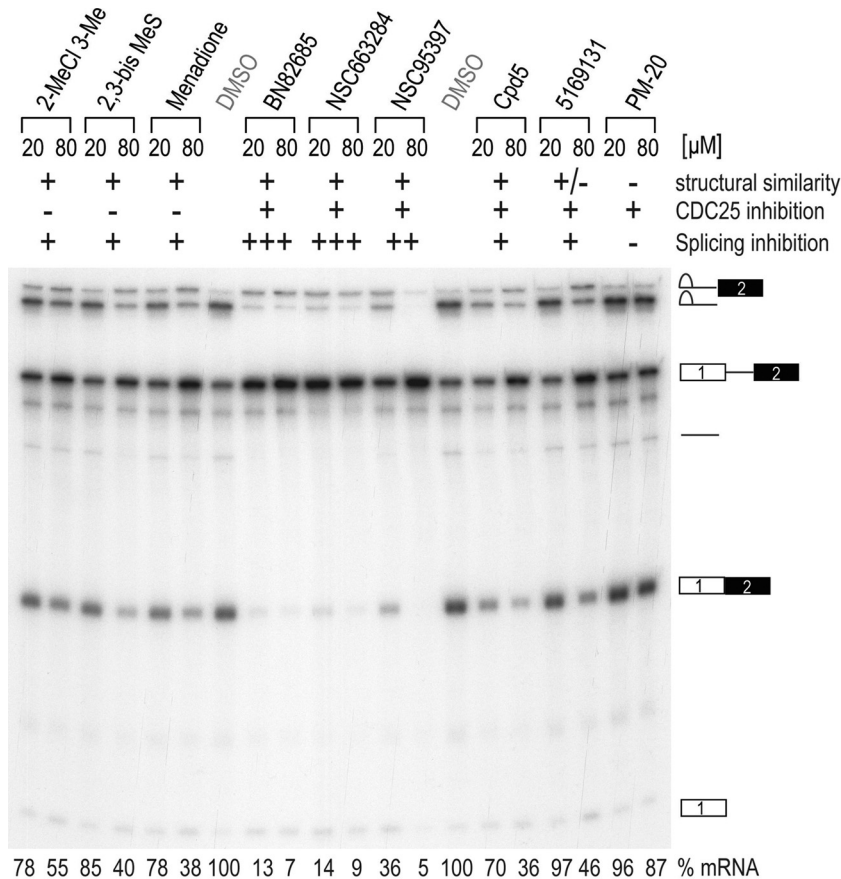 2-MeCl 3-Me 2,3-bis MeS Menadione DMSO BN82685 NSC663284 NSC95397 DMSO Cpd5 5169131 PM-20
20 80 20 80 20 80 20 80 20 80 20 80 20 80 20 80 20 80 [µM]
+ + + + + + + +/- - structural similarity
- - - + + + + + + CDC25 inhibition
+ + + +++ +++ ++ + + - Splicing inhibition
2
1 2
1 2
1
78 55 85 40 78 38 100 13 7 14 9 36 5 100 70 36 97 46 96 87 % mRNA